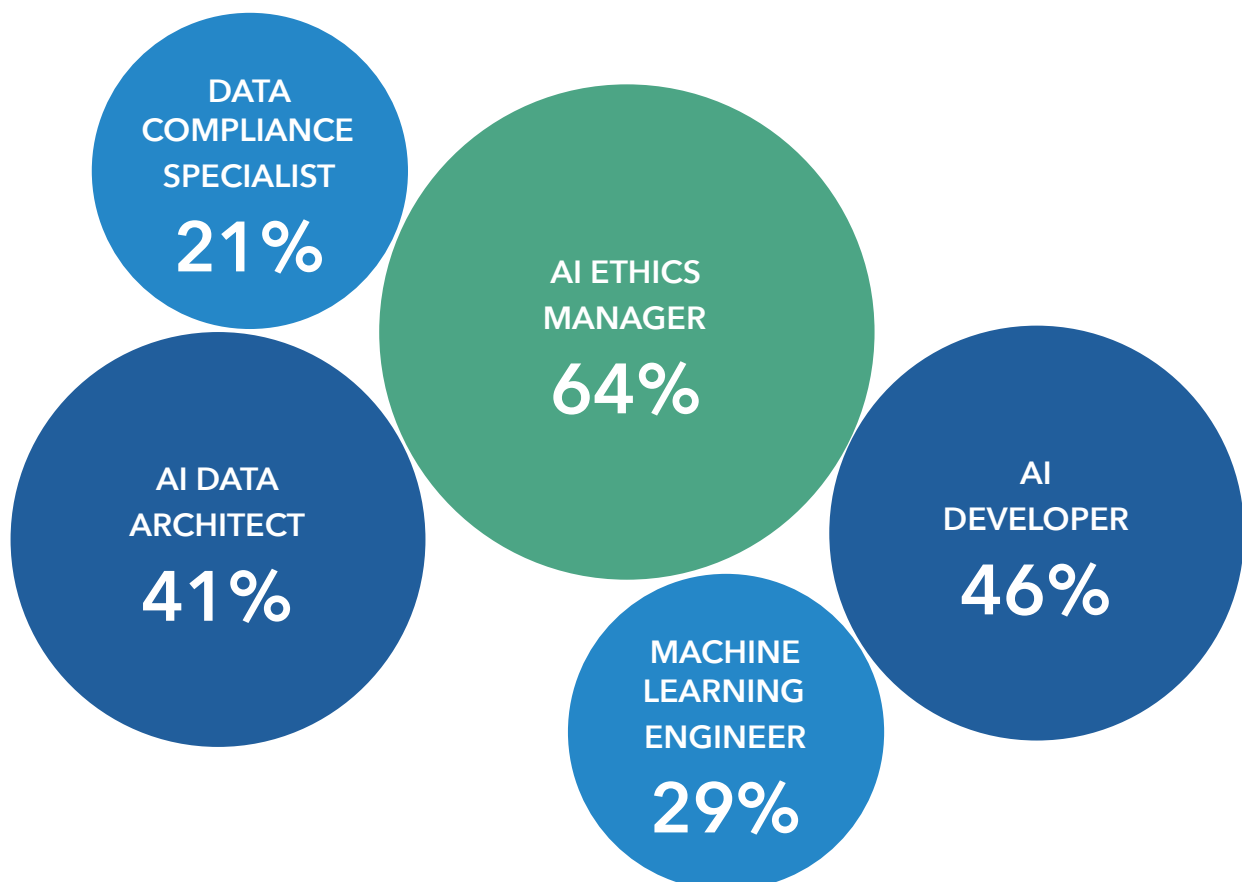 DATA
COMPLIANCE
SPECIALIST
21%
AI ETHICS
MANAGER
64%
AI DATA
ARCHITECT
41%
AI
DEVELOPER
46%
MACHINE
LEARNING
ENGINEER
29%